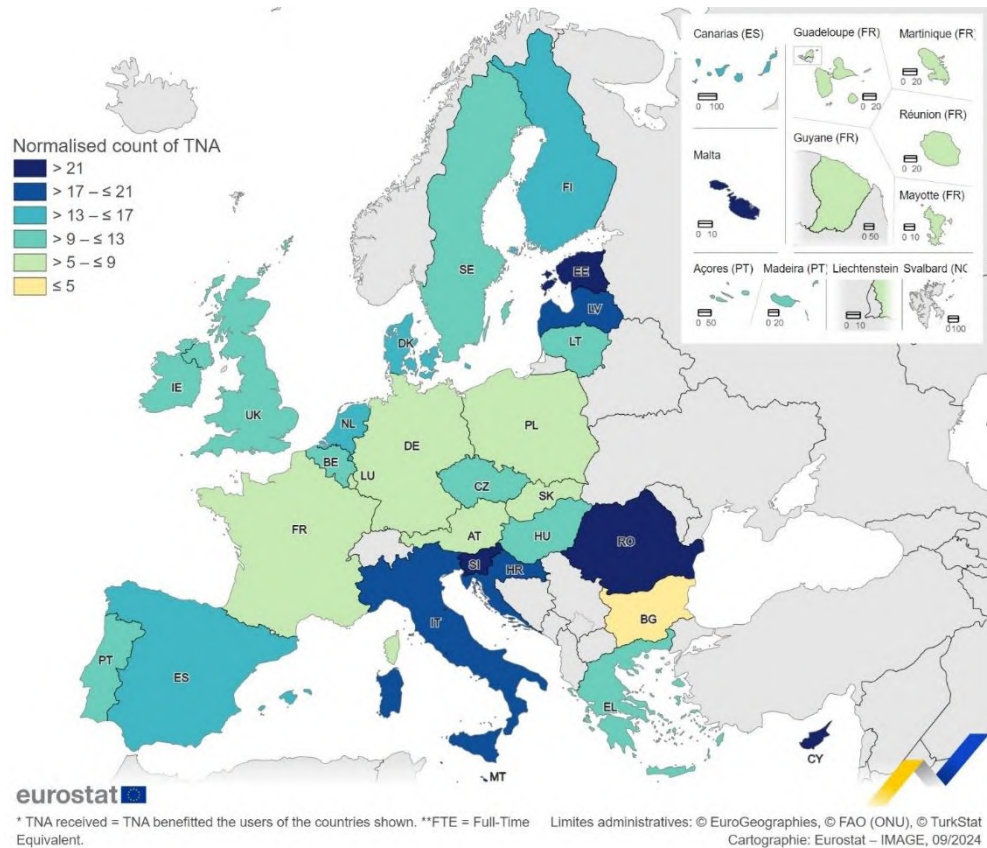 Normalised count of TNA
> 21
> 17 – ≤ 21
> 13 – ≤ 17
> 9 – ≤ 13
> 5 – ≤ 9
≤ 5
Canarias (ES)
0 100
Guadeloupe (FR)
0 20
Martinique (FR)
0 20
Réunion (FR)
0 20
Malta
0 10
Guyane (FR)
0 50
Mayotte (FR)
0 10
Açores (PT)
0 50
Madeira (PT)
0 20
Liechtenstein
0 10
Svalbard (NO
0100
FI
SE
EE
LV
LT
DK
IE
UK
NL
BE
LU
DE
PL
CZ
SK
FR
AT
HU
SI
HR
RO
IT
BG
PT
ES
EL
MT
CY
eurostat
* TNA received = TNA benefitted the users of the countries shown. **FTE = Full-Time
Equivalent.
Limites administratives: © EuroGeographies, © FAO (ONU), © TurkStat
Cartographie: Eurostat – IMAGE, 09/2024